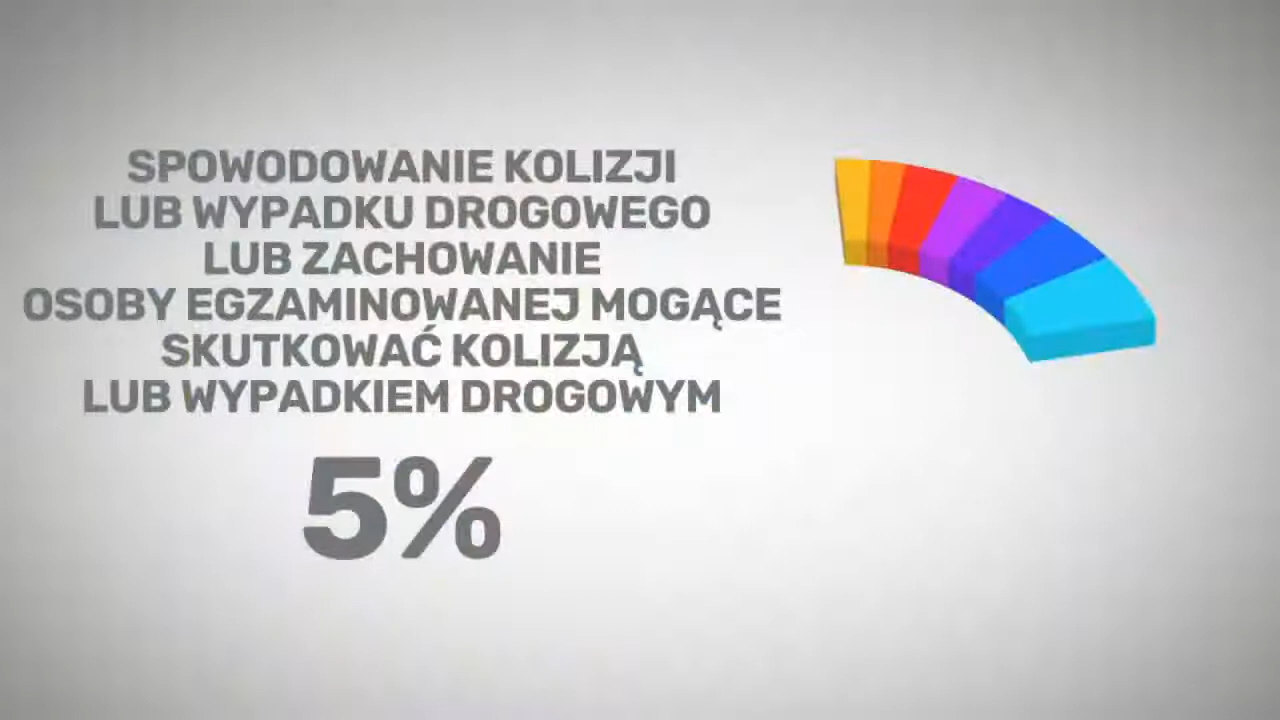 SPOWODOWANIE KOLIZJI
LUB WYPADKU DROGOWEGO
LUB ZACHOWANIE
OSOBY EGZAMINOWANEJ MOGĄCE
SKUTKOWAĆ KOLIZJĄ
LUB WYPADKIEM DROGOWYM
5%